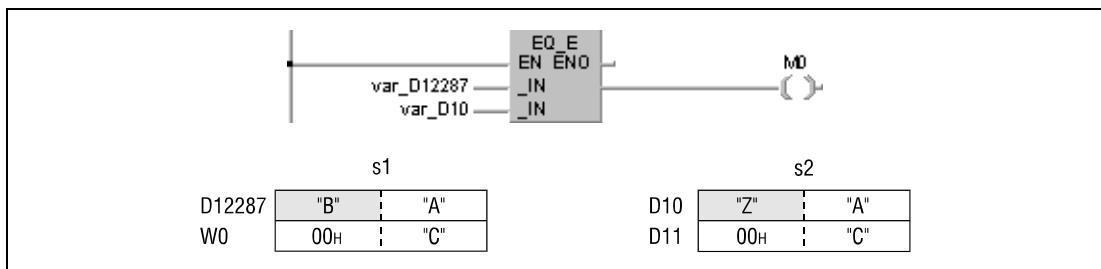 EQ_E
EN ENO
M0
var_D12287 _IN
var_D10 _IN
s1 s2
D12287 "B" "A" D10 "Z" "A"
W0 00H "C" D11 00H "C"